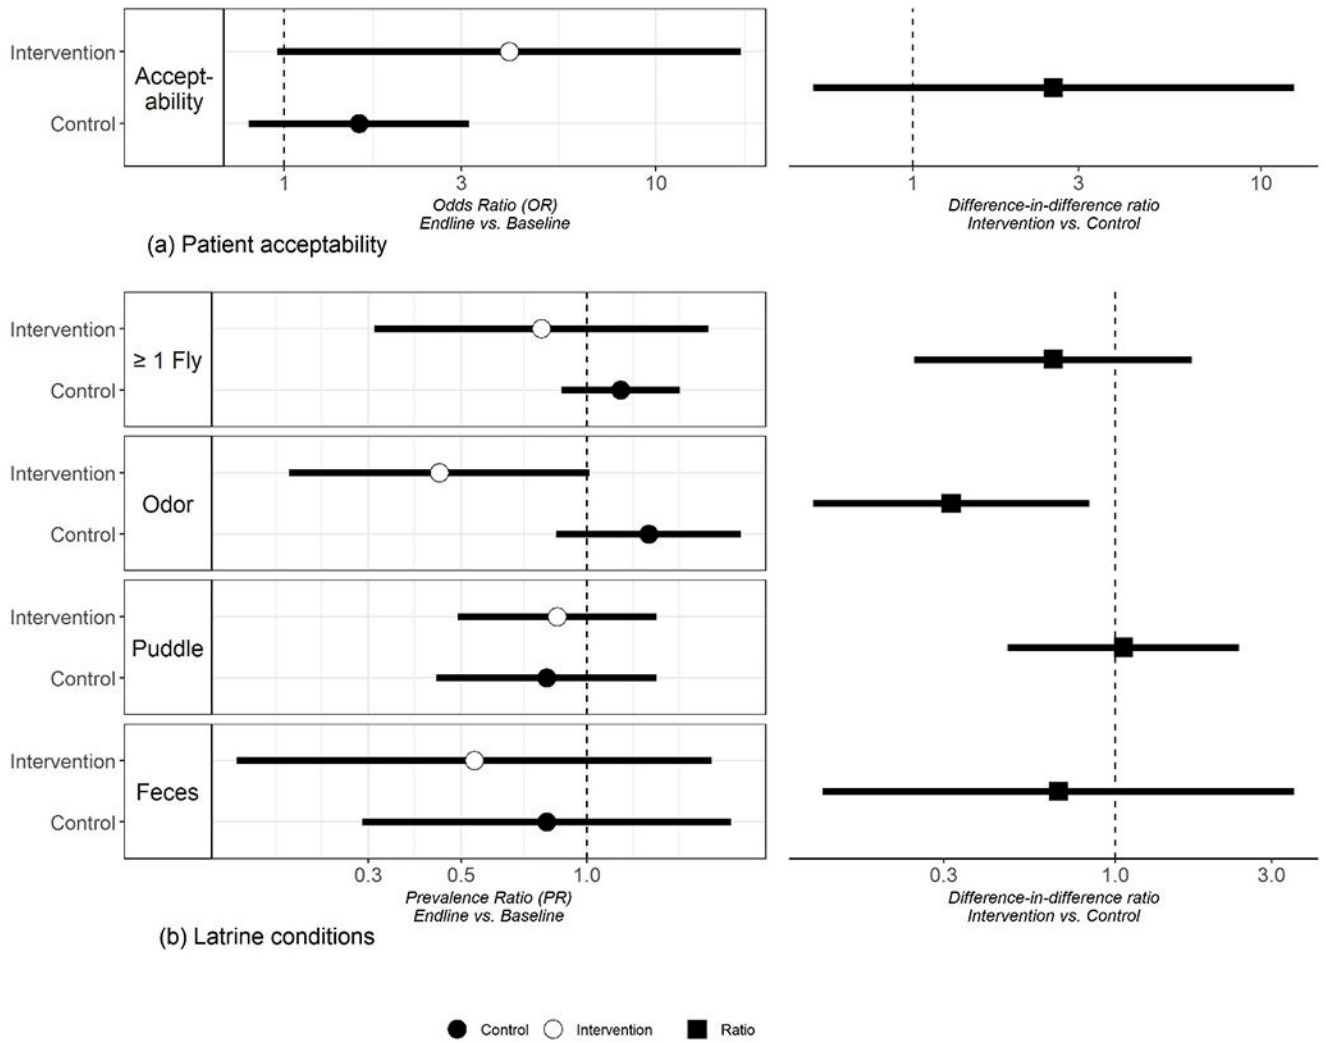 Intervention
Accept-
ability
Control
1 3 10
Odds Ratio (OR)
Endline vs. Baseline
1 3 10
Difference-in-difference ratio
Intervention vs. Control
(a) Patient acceptability
Intervention
≥ 1 Fly
Control
Intervention
Odor
Control
Intervention
Puddle
Control
Intervention
Feces
Control
0.3 0.5 1.0
Prevalence Ratio (PR)
Endline vs. Baseline
0.3 1.0 3.0
Difference-in-difference ratio
Intervention vs. Control
(b) Latrine conditions
Control Intervention Ratio